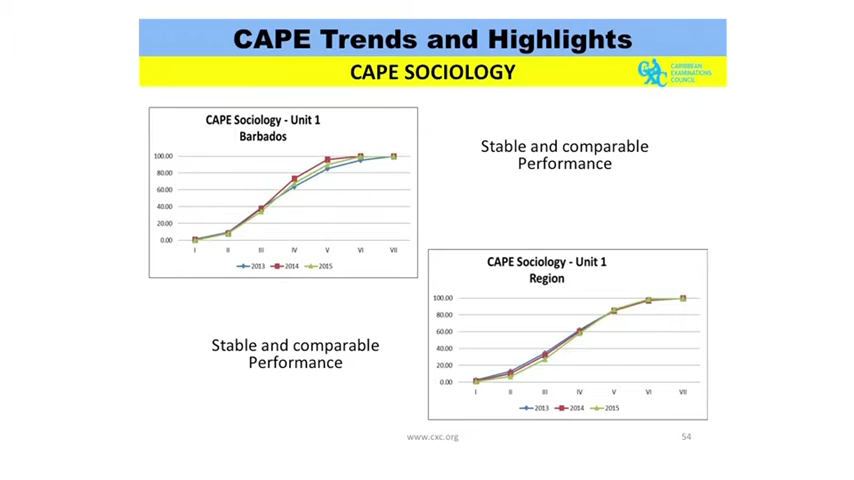 CAPE Trends and Highlights
CAPE SOCIOLOGY
CXC
CARIBBEAN
EXAMINATIONS
COUNCIL
CAPE Sociology - Unit 1
Barbados
100.00
80.00
60.00
40.00
20.00
0.00
I II III IV V VI VII
2013 2014 2015
Stable and comparable
Performance
Stable and comparable
Performance
CAPE Sociology - Unit 1
Region
100.00
80.00
60.00
40.00
20.00
0.00
I II III IV V VI VII
2013 2014 2015
www.cxc.org
54